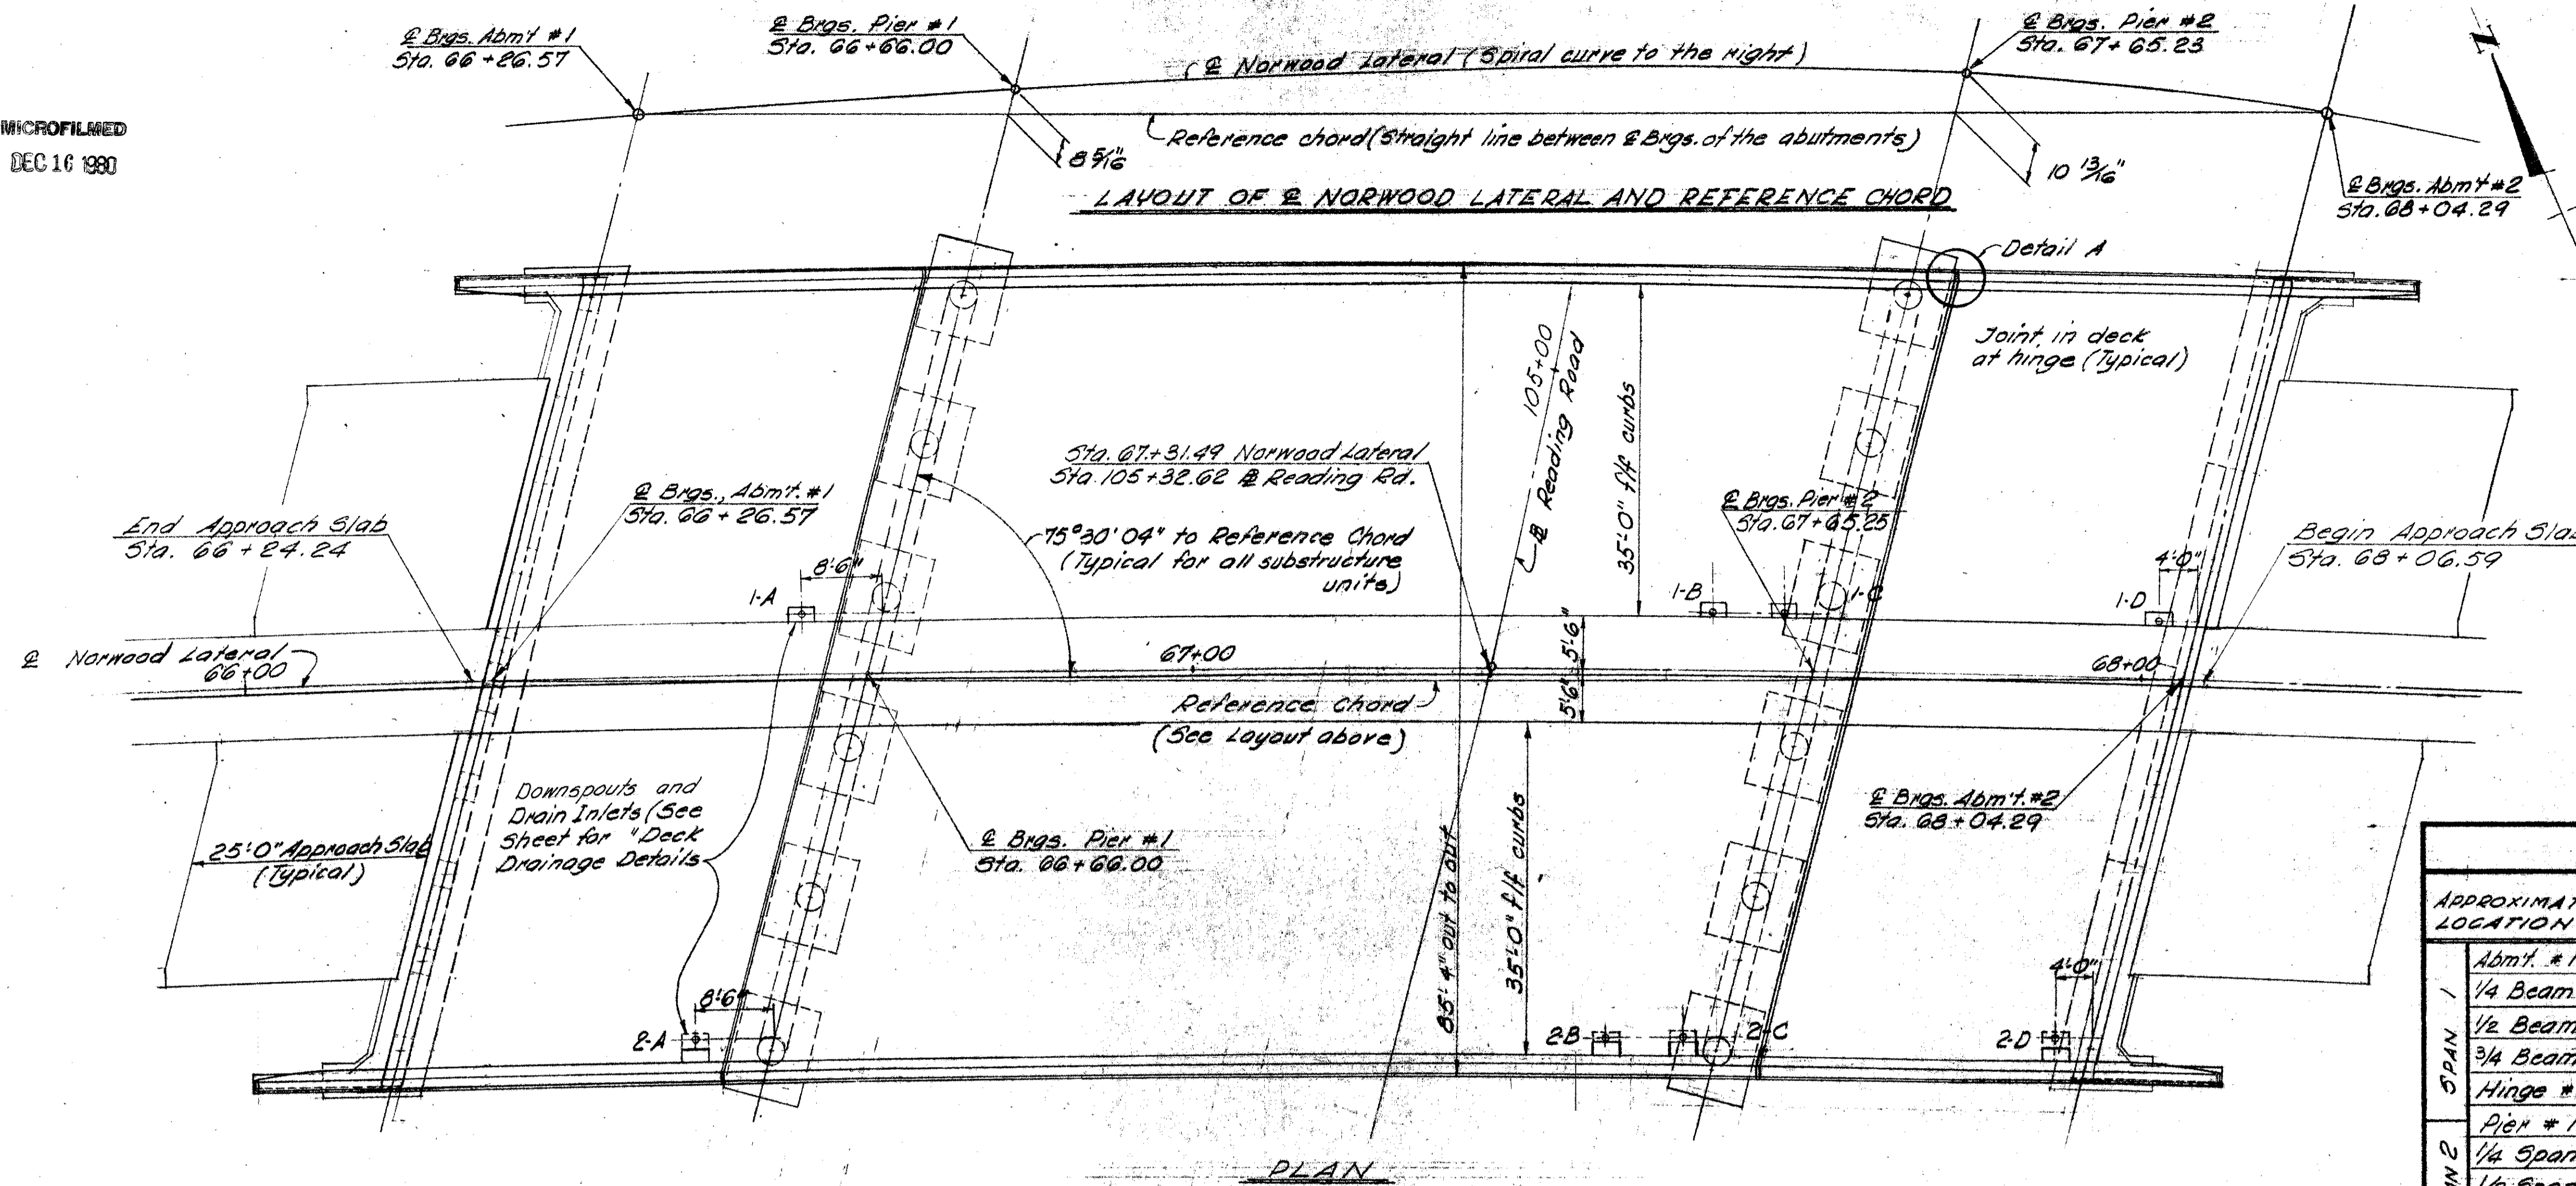 MICROFILMED
DEC 16 1980
℄ Brgs. Abm't #1
Sta. 66+26.57
℄ Brgs. Pier #1
Sta. 66+66.00
℄ Norwood Lateral (Spiral curve to the right)
℄ Brgs. Pier #2
Sta. 67+65.23
Reference chord (Straight line between ℄ Brgs. of the abutments)
8 5/16"
10 13/16"
℄ Brgs. Abm't #2
Sta. 68+04.29
LAYOUT OF ℄ NORWOOD LATERAL AND REFERENCE CHORD
Detail A
Joint in deck
at hinge (Typical)
105+00
Reading Road
35'-0" f/f curbs
Sta. 67+31.49 Norwood Lateral
Sta. 105+32.62 Reading Rd.
℄ Brgs., Abm't. #1
Sta. 66+26.57
℄ Brgs. Pier #2
Sta. 67+65.25
End Approach Slab
Sta. 66+24.24
75°30'04" to Reference Chord
(Typical for all substructure
units)
Begin Approach Slab
Sta. 68+06.59
8'-6"
4'-0"
1-A
1-B
1-C
1-D
℄ Norwood Lateral
66+00
67+00
68+00
5'-6"
5'-6"
Reference Chord
(See Layout above)
Downspouts and
Drain Inlets (See
Sheet for "Deck
Drainage Details
25'-0" Approach Slab
(Typical)
℄ Brgs. Pier #1
Sta. 66+66.00
℄ Brgs. Abm't. #2
Sta. 68+04.29
85'-4" out to out
35'-0" f/f curbs
8'-6"
4'-0"
2-A
2-B
2-C
2-D
PLAN
APPROXIMAT
LOCATION
SPAN 1
Abm't. #1
1/4 Beam
1/2 Beam
3/4 Beam
Hinge #
Pier #1
1/4 Span